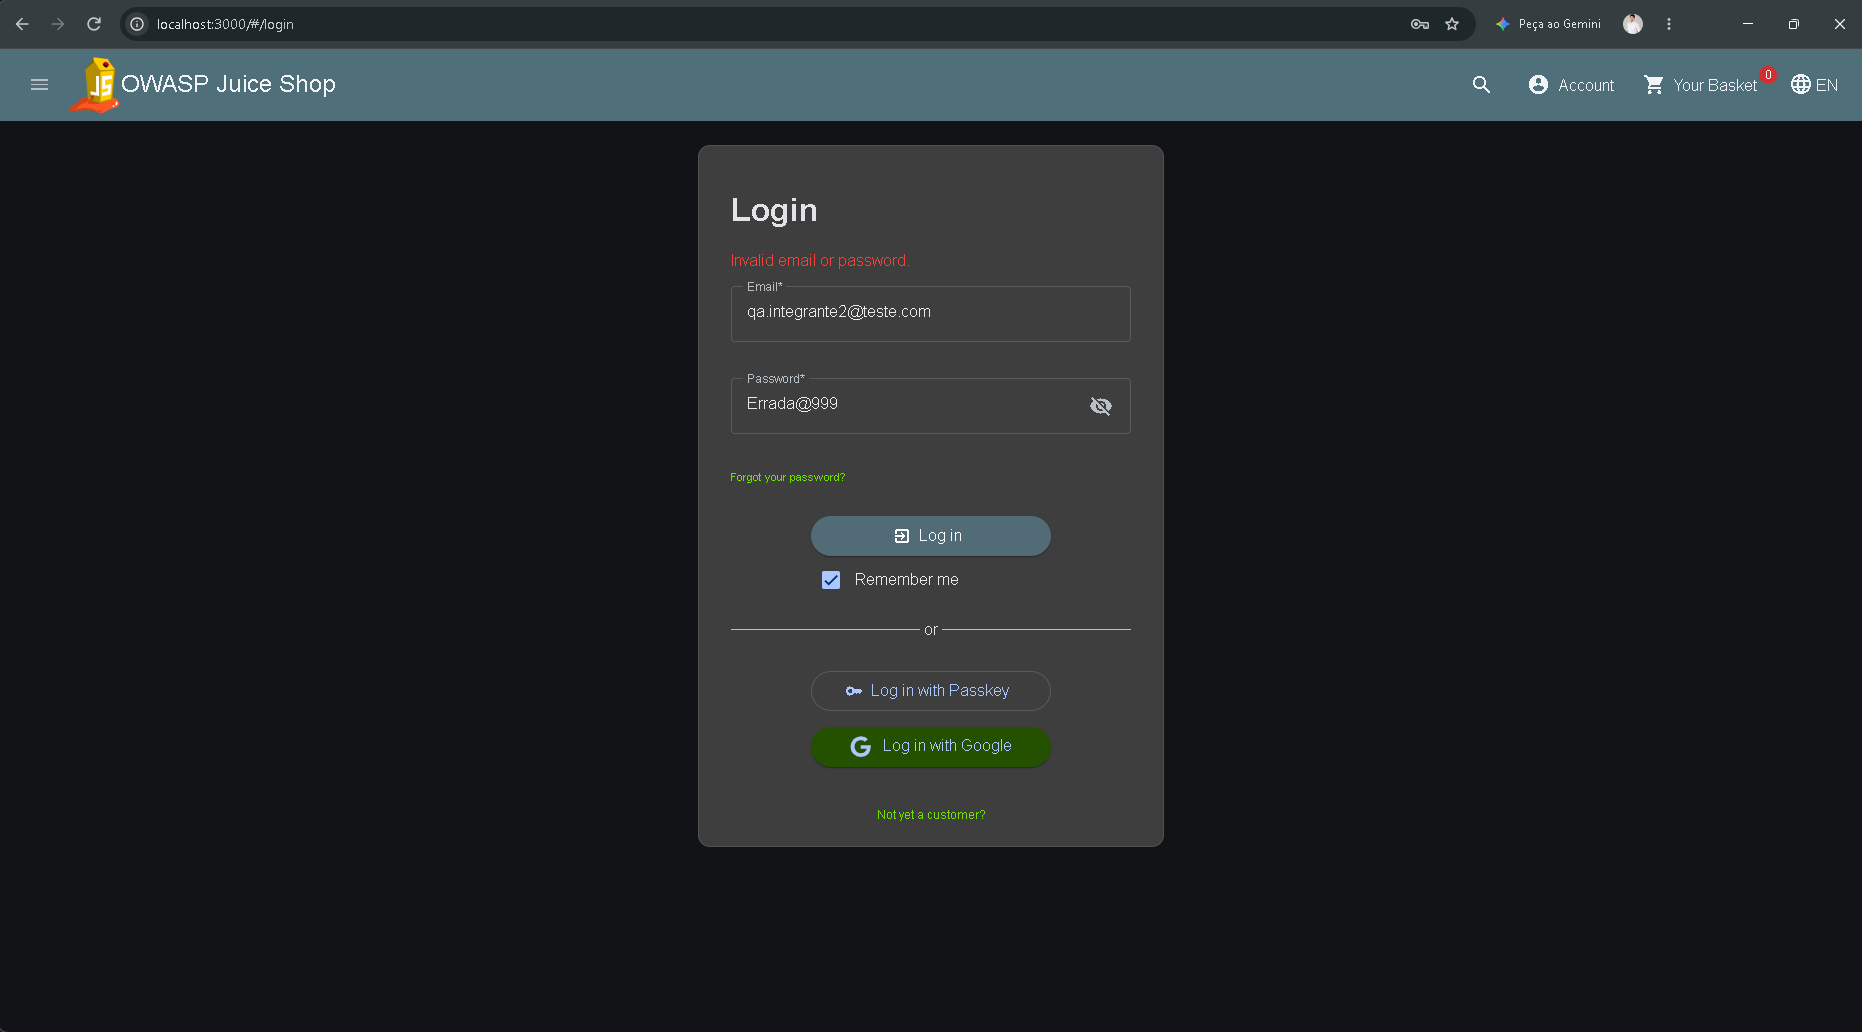 localhost:3000/#/login
Peça ao Gemini
JS
OWASP Juice Shop
Account
Your Basket
0
EN
Login
Invalid email or password.
Email*
qa.integrante2@teste.com
Password*
Errada@999
Forgot your password?
Log in
Remember me
or
Log in with Passkey
G
Log in with Google
Not yet a customer?